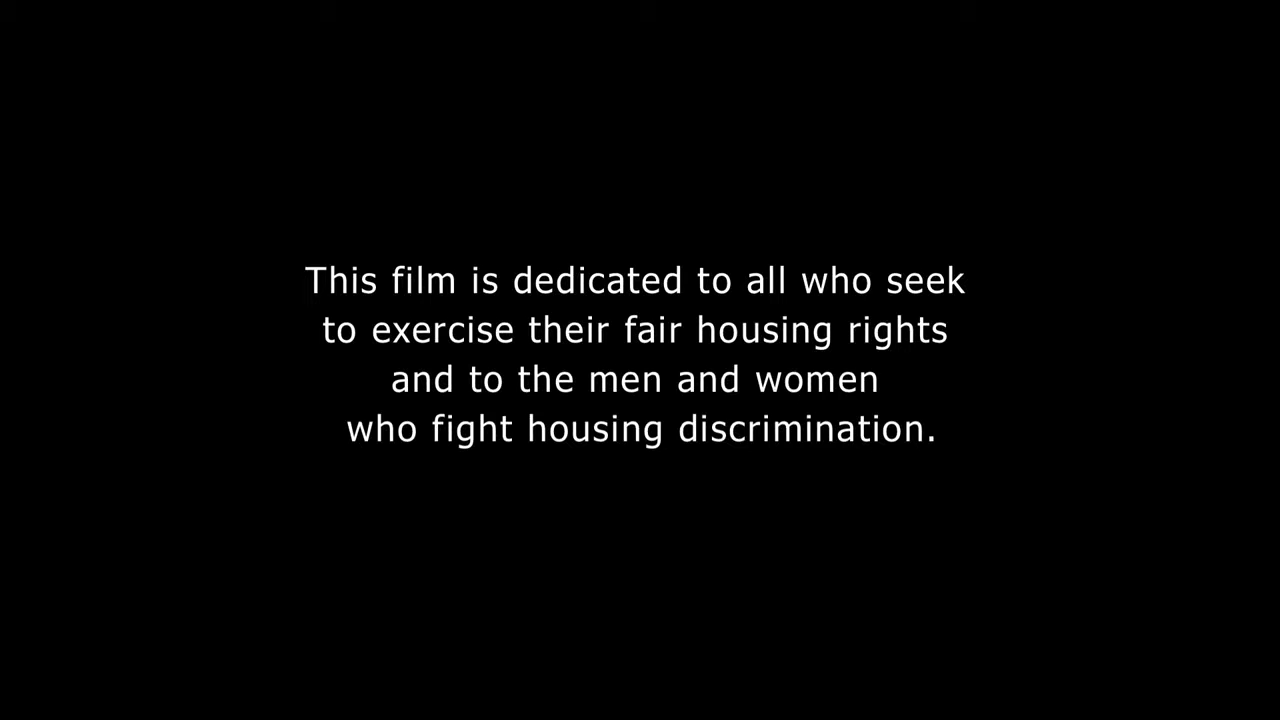 This film is dedicated to all who seek
to exercise their fair housing rights
and to the men and women
who fight housing discrimination.